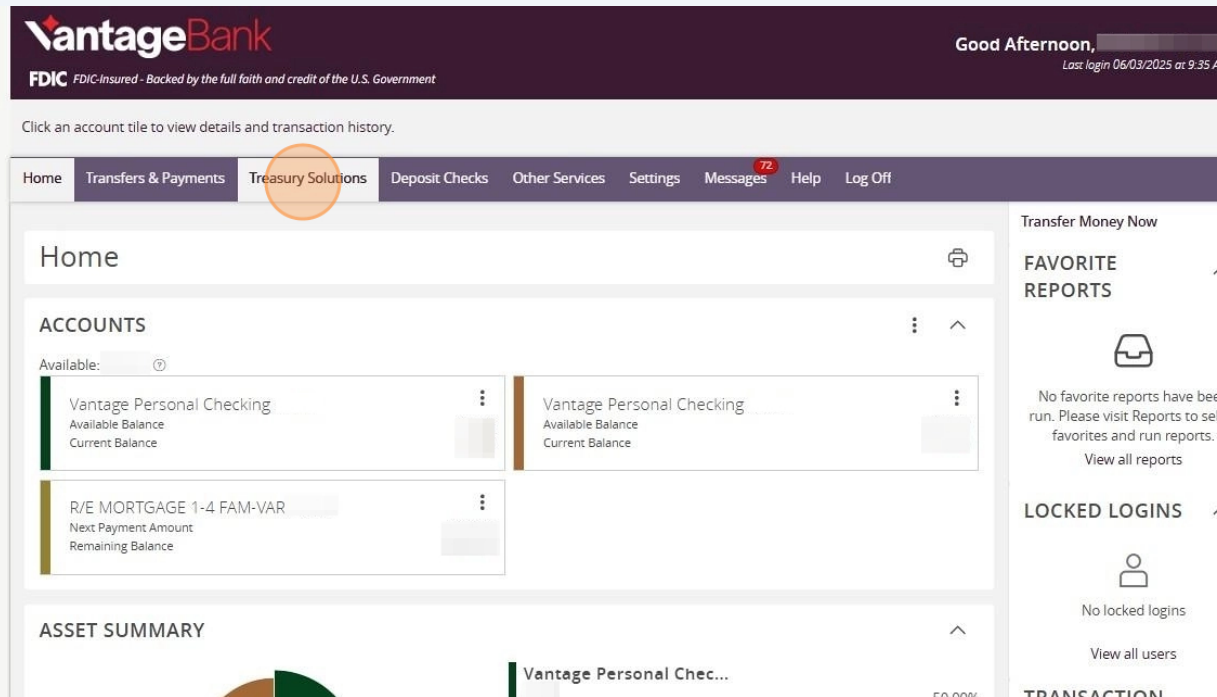 VantageBank
FDIC FDIC-Insured - Backed by the full faith and credit of the U.S. Government
Good Afternoon,
Last login 06/03/2025 at 9:35 A
Click an account tile to view details and transaction history.
Home Transfers & Payments Treasury Solutions Deposit Checks Other Services Settings Messages 72 Help Log Off
Home
ACCOUNTS
Available:
Vantage Personal Checking
Available Balance
Current Balance
Vantage Personal Checking
Available Balance
Current Balance
R/E MORTGAGE 1-4 FAM-VAR
Next Payment Amount
Remaining Balance
ASSET SUMMARY
Vantage Personal Chec...
50.00%
Transfer Money Now
FAVORITE
REPORTS
No favorite reports have bee
run. Please visit Reports to se
favorites and run reports.
View all reports
LOCKED LOGINS
No locked logins
View all users
TRANSACTION